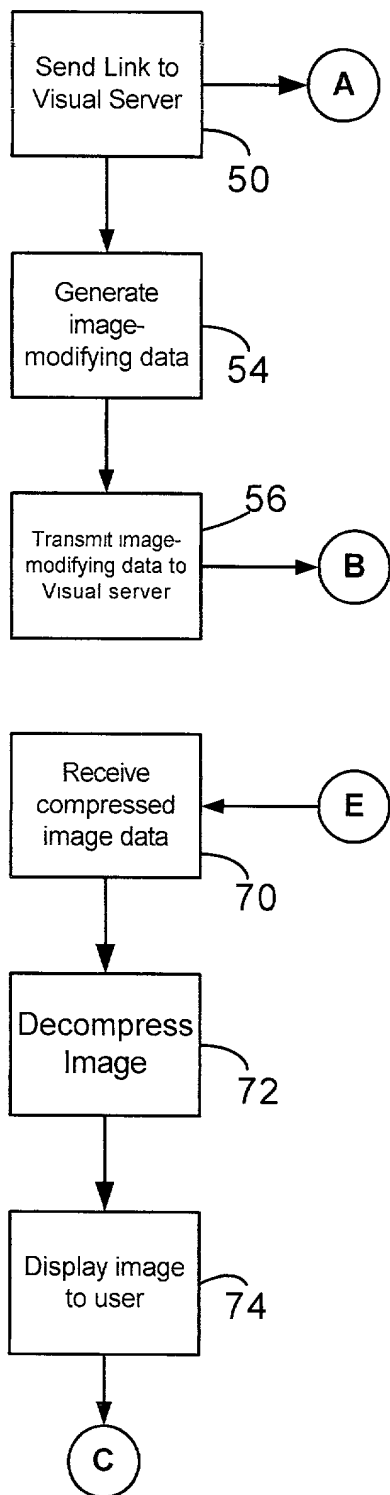 Send Link to
Visual Server
A
50
Generate
image-
modifying data
54
56
Transmit image-
modifying data to
Visual server
B
Receive
compressed
image data
E
70
Decompress
Image
72
Display image
to user
74
C